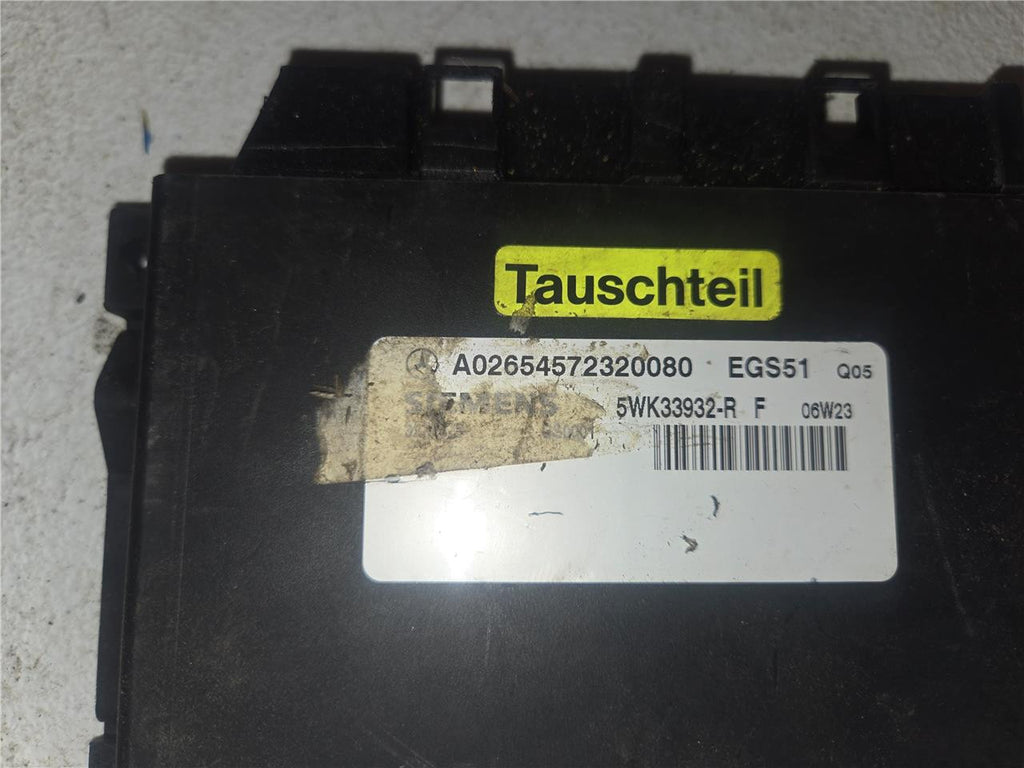 Tauschteil
A02654572320080 EGS51 Q05
SIEMENS 5WK33932-R F 06W23